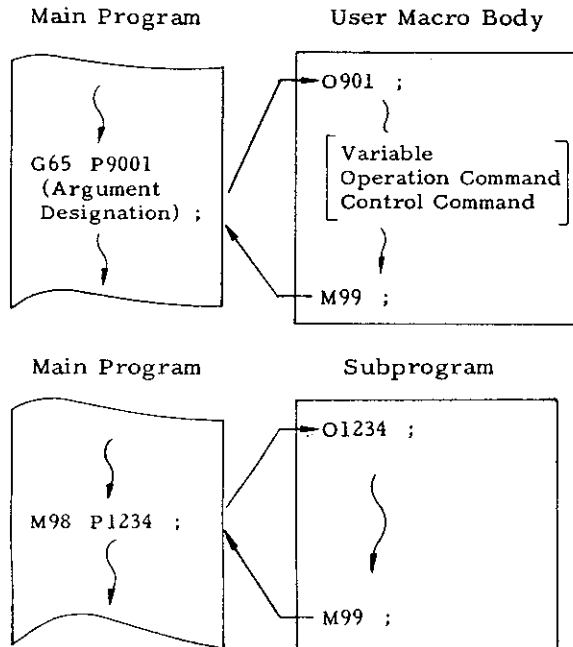 Main Program
User Macro Body
G65 P9001
(Argument
Designation) ;
O901 ;
Variable
Operation Command
Control Command
M99 ;
Main Program
Subprogram
M98 P1234 ;
O1234 ;
M99 ;